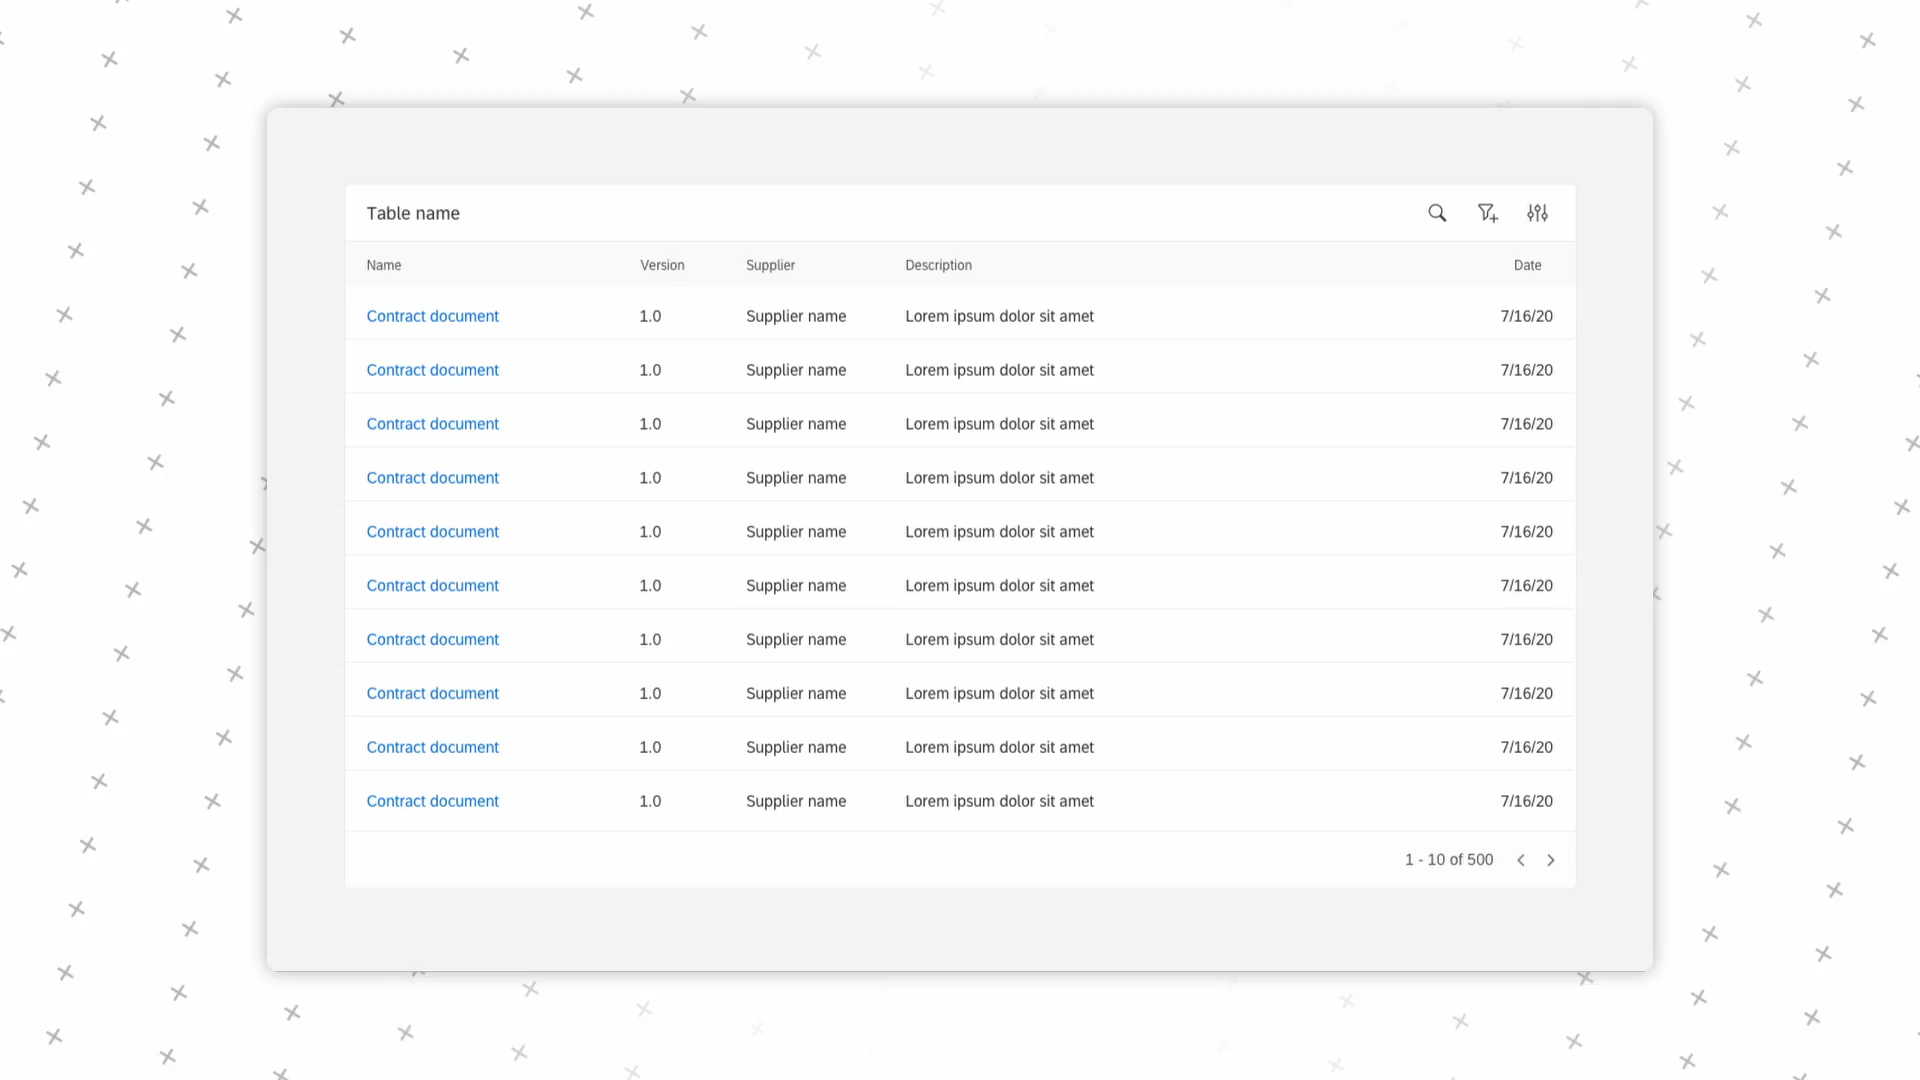 Table name
Name Version Supplier Description Date
Contract document 1.0 Supplier name Lorem ipsum dolor sit amet 7/16/20
Contract document 1.0 Supplier name Lorem ipsum dolor sit amet 7/16/20
Contract document 1.0 Supplier name Lorem ipsum dolor sit amet 7/16/20
Contract document 1.0 Supplier name Lorem ipsum dolor sit amet 7/16/20
Contract document 1.0 Supplier name Lorem ipsum dolor sit amet 7/16/20
Contract document 1.0 Supplier name Lorem ipsum dolor sit amet 7/16/20
Contract document 1.0 Supplier name Lorem ipsum dolor sit amet 7/16/20
Contract document 1.0 Supplier name Lorem ipsum dolor sit amet 7/16/20
Contract document 1.0 Supplier name Lorem ipsum dolor sit amet 7/16/20
Contract document 1.0 Supplier name Lorem ipsum dolor sit amet 7/16/20
1 - 10 of 500